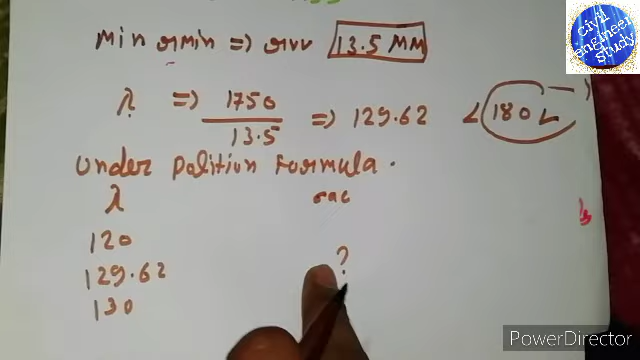 Min rmin => rvv 13.5 MM
λ => 1750 / 13.5 => 129.62 < 180
civil engineer study
under polition formula.
λ σac
120
129.62 ?
130
PowerDirector